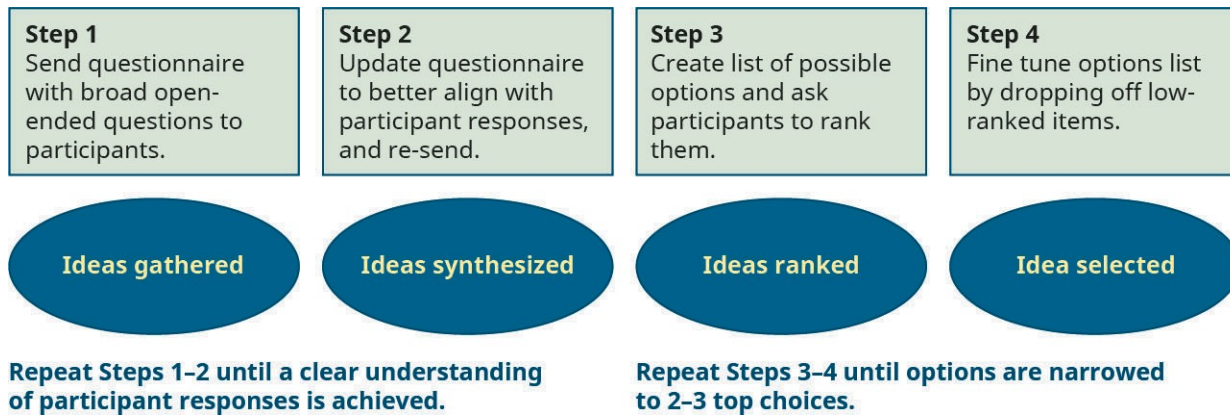 Step 1
Send questionnaire
with broad open-
ended questions to
participants.
Step 2
Update questionnaire
to better align with
participant responses,
and re-send.
Step 3
Create list of possible
options and ask
participants to rank
them.
Step 4
Fine tune options list
by dropping off low-
ranked items.
Ideas gathered
Ideas synthesized
Ideas ranked
Idea selected
Repeat Steps 1–2 until a clear understanding
of participant responses is achieved.
Repeat Steps 3–4 until options are narrowed
to 2–3 top choices.